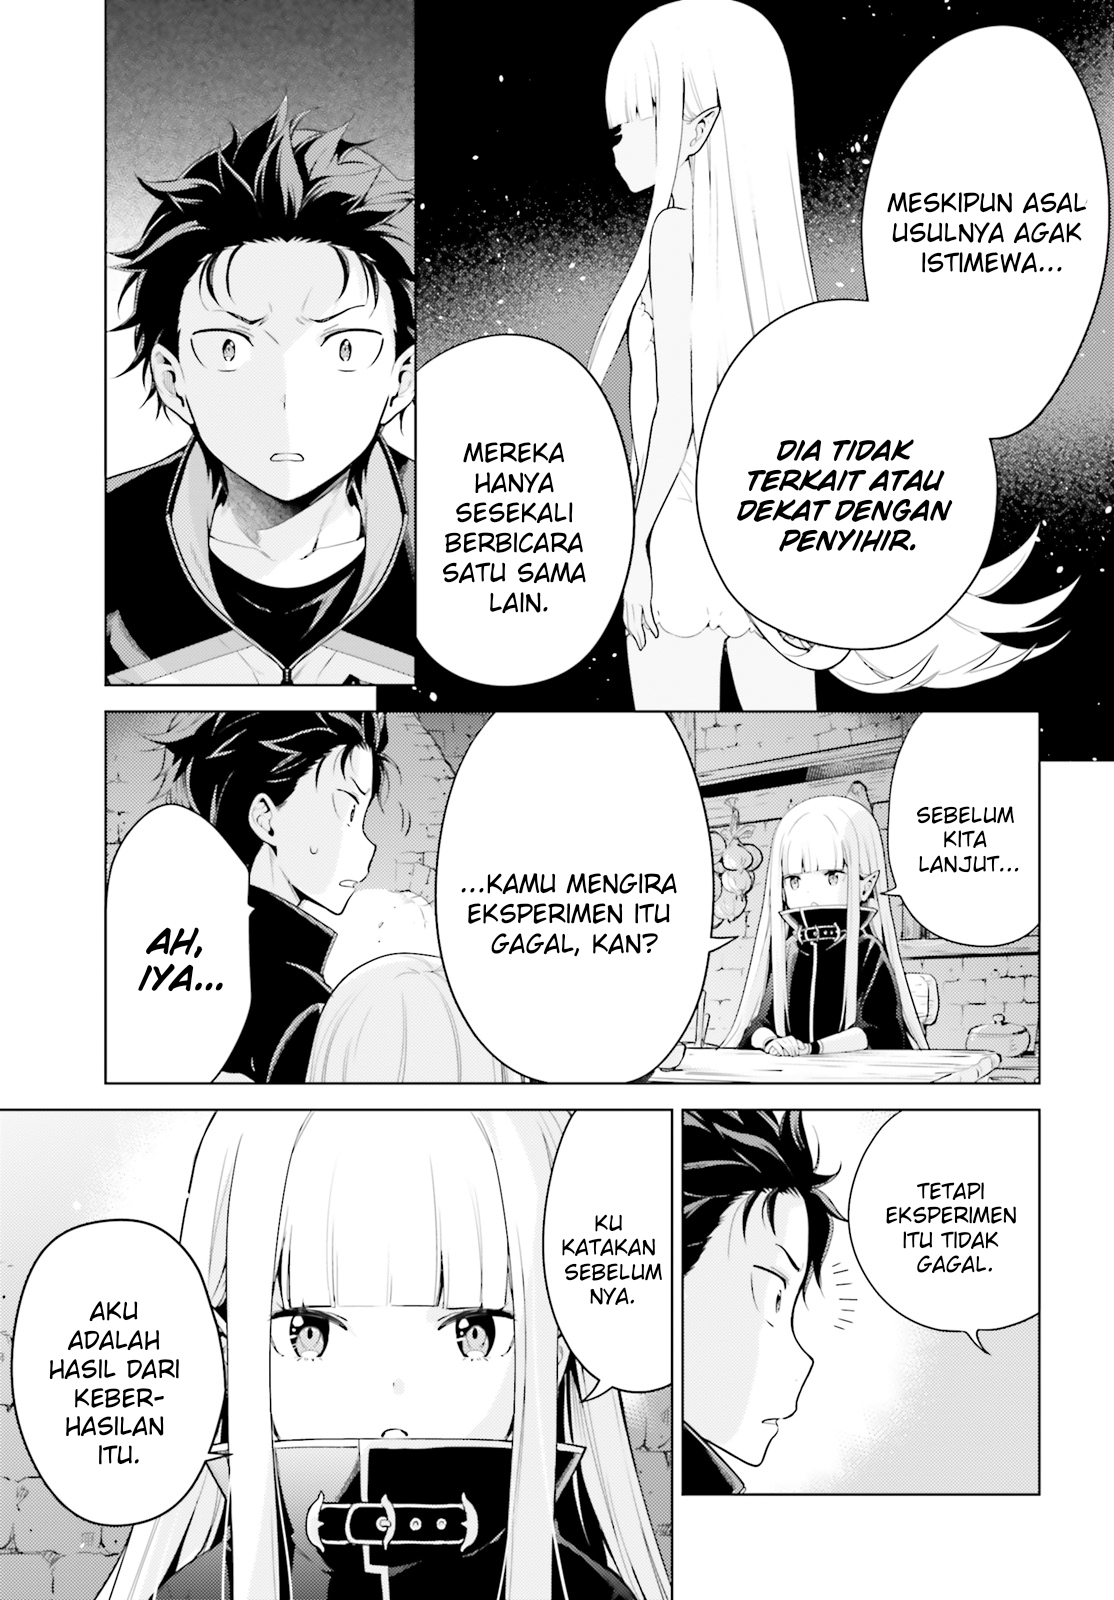 MESKIPUN ASAL
USULNYA AGAK
ISTIMEWA...
DIA TIDAK
TERKAIT ATAU
DEKAT DENGAN
PENYIHIR.
MEREKA
HANYA
SESEKALI
BERBICARA
SATU SAMA
LAIN.
SEBELUM
KITA
LANJUT...
...KAMU MENGIRA
EKSPERIMEN ITU
GAGAL, KAN?
AH,
IYA...
TETAPI
EKSPERIMEN
ITU TIDAK
GAGAL.
KU
KATAKAN
SEBELUM
NYA.
AKU
ADALAH
HASIL DARI
KEBER-
HASILAN
ITU.